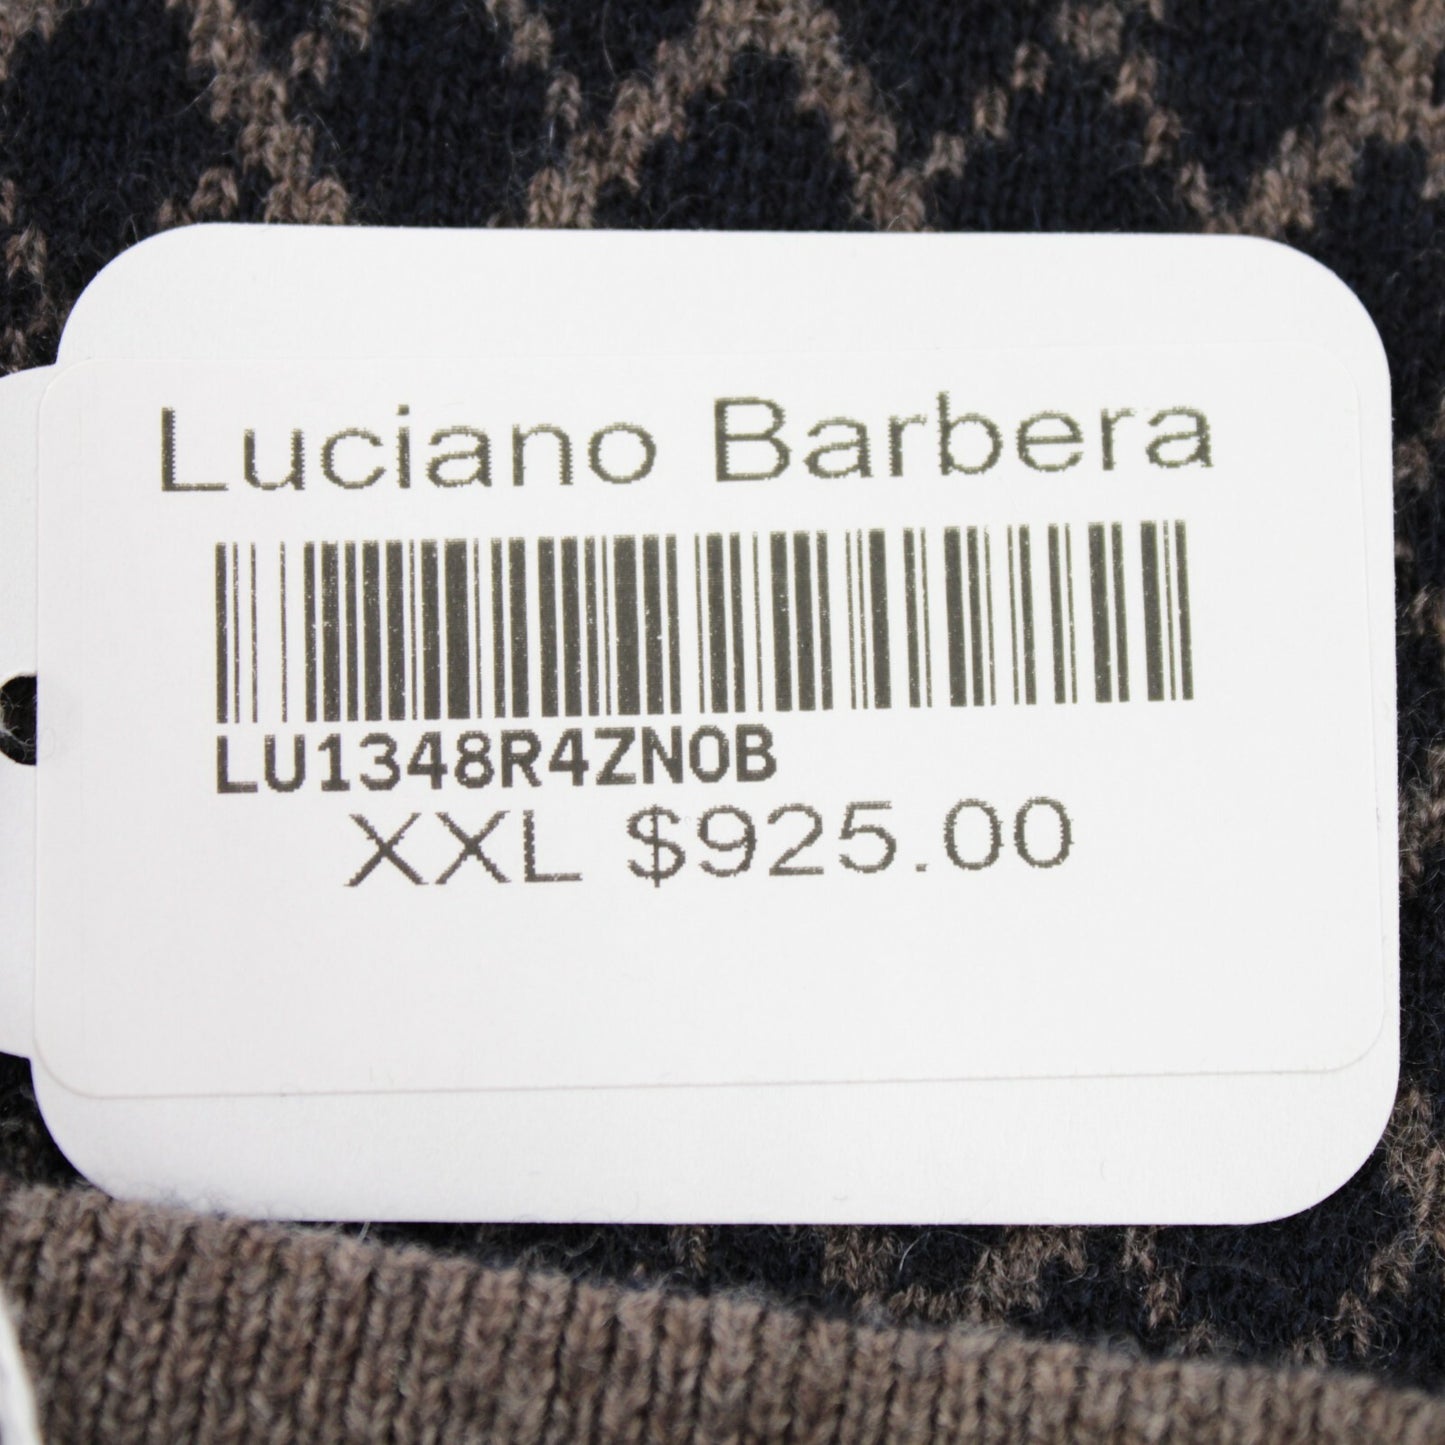 Luciano Barbera
LU1348R4ZN0B
XXL $925.00